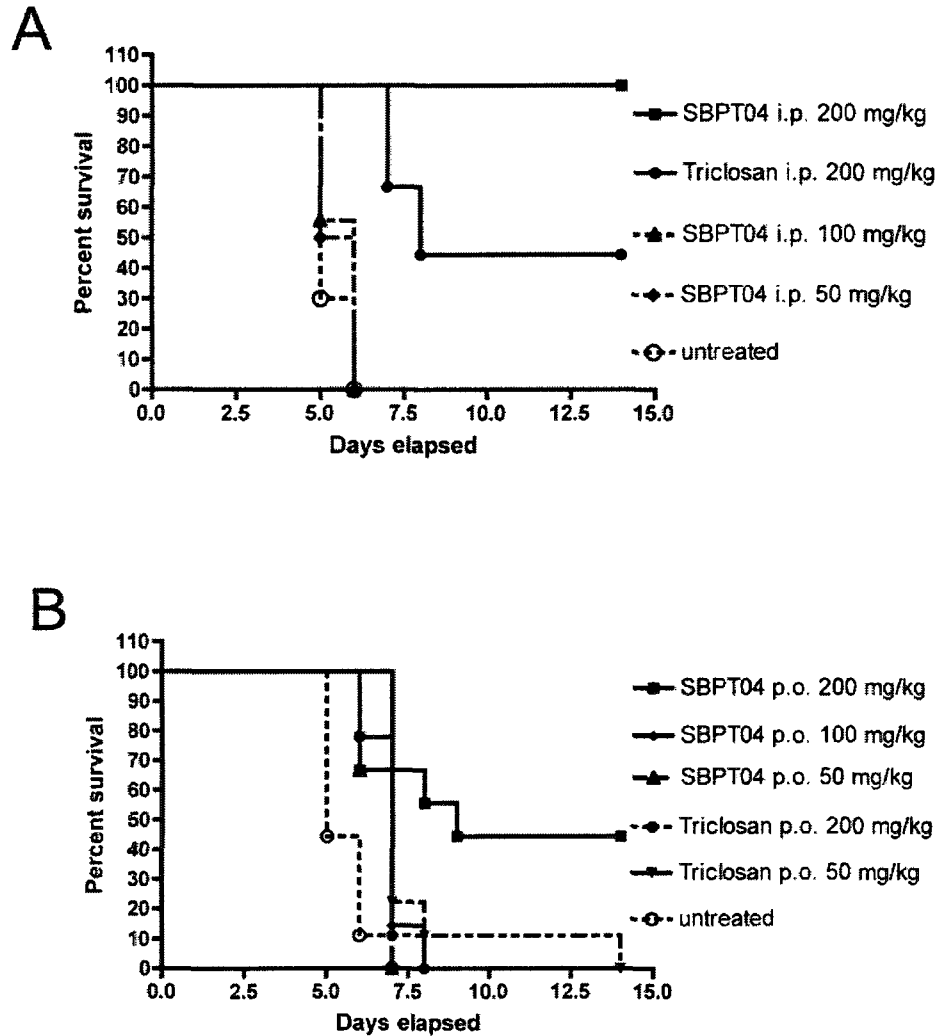 A
110
100
90
80
70
60
50
40
30
20
10
0
Percent survival
0.0 2.5 5.0 7.5 10.0 12.5 15.0
Days elapsed
SBPT04 i.p. 200 mg/kg
Triclosan i.p. 200 mg/kg
SBPT04 i.p. 100 mg/kg
SBPT04 i.p. 50 mg/kg
untreated
B
110
100
90
80
70
60
50
40
30
20
10
0
Percent survival
0.0 2.5 5.0 7.5 10.0 12.5 15.0
Days elapsed
SBPT04 p.o. 200 mg/kg
SBPT04 p.o. 100 mg/kg
SBPT04 p.o. 50 mg/kg
Triclosan p.o. 200 mg/kg
Triclosan p.o. 50 mg/kg
untreated